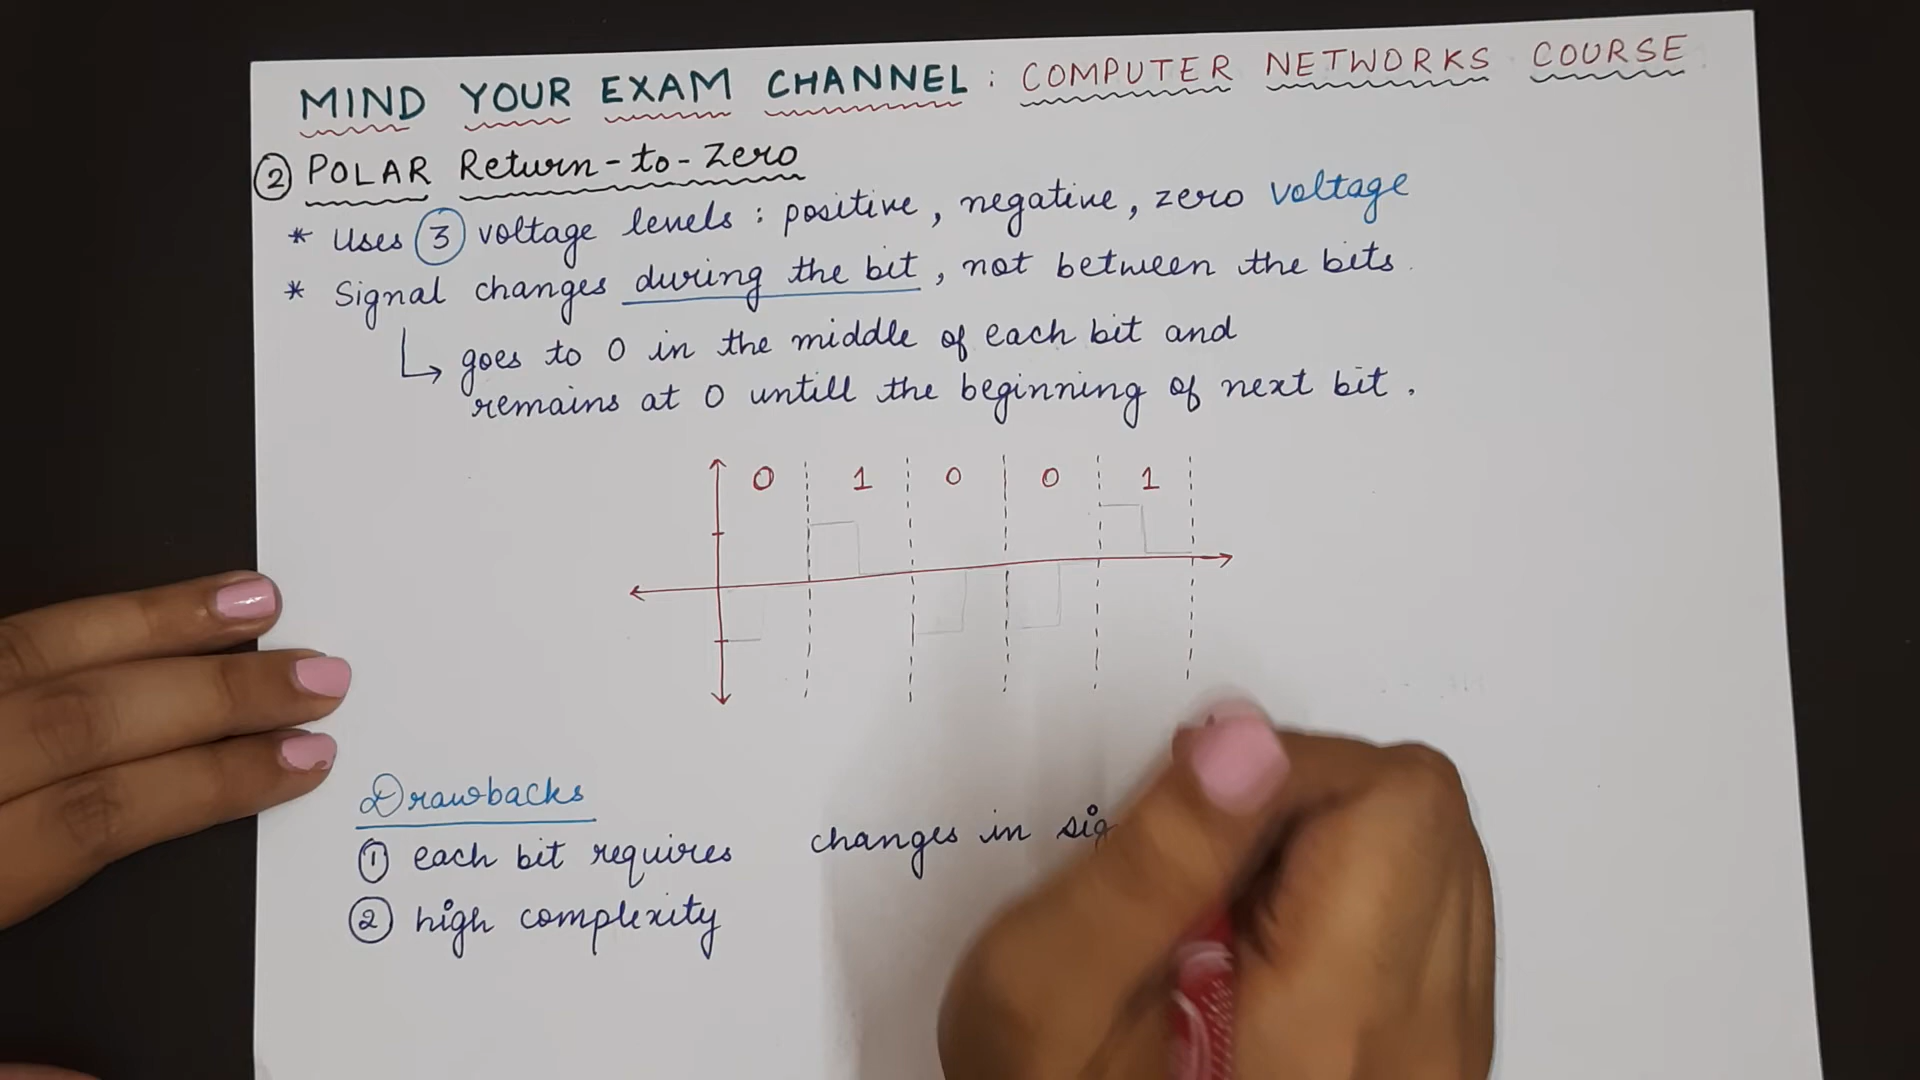 MIND YOUR EXAM CHANNEL : COMPUTER NETWORKS COURSE
② POLAR Return-to-Zero
* Uses ③ voltage levels : positive, negative, zero voltage
* Signal changes during the bit, not between the bits.
↳ goes to 0 in the middle of each bit and
remains at 0 untill the beginning of next bit.
0 1 0 0 1
Drawbacks
① each bit requires changes in
② high complexity